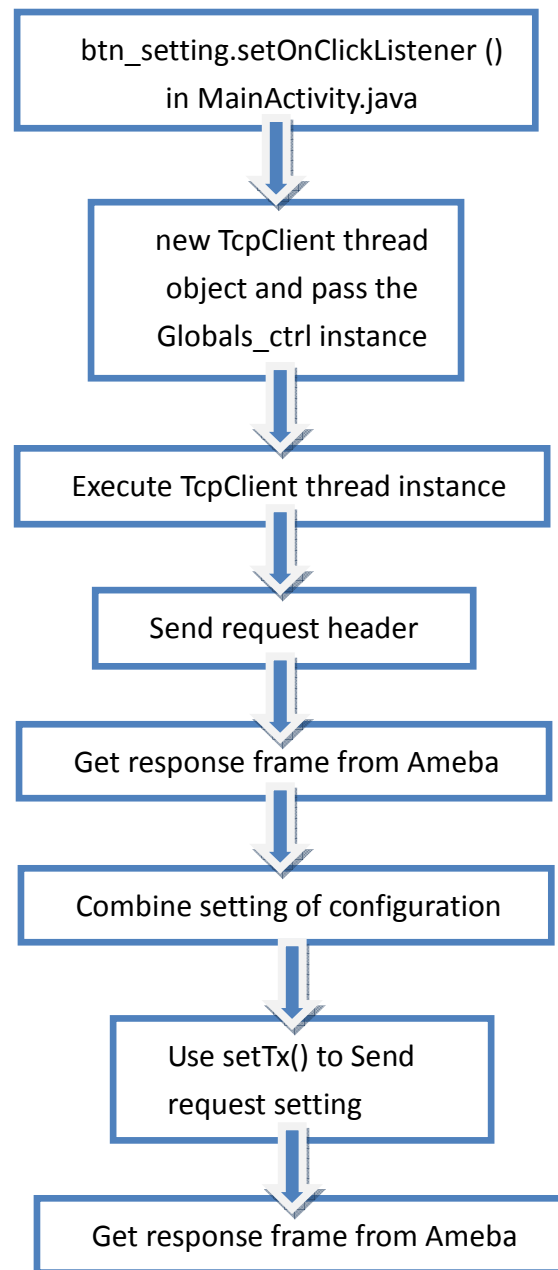 btn_setting.setOnClickListener ()
in MainActivity.java
new TcpClient thread
object and pass the
Globals_ctrl instance
Execute TcpClient thread instance
Send request header
Get response frame from Ameba
Combine setting of configuration
Use setTx() to Send
request setting
Get response frame from Ameba